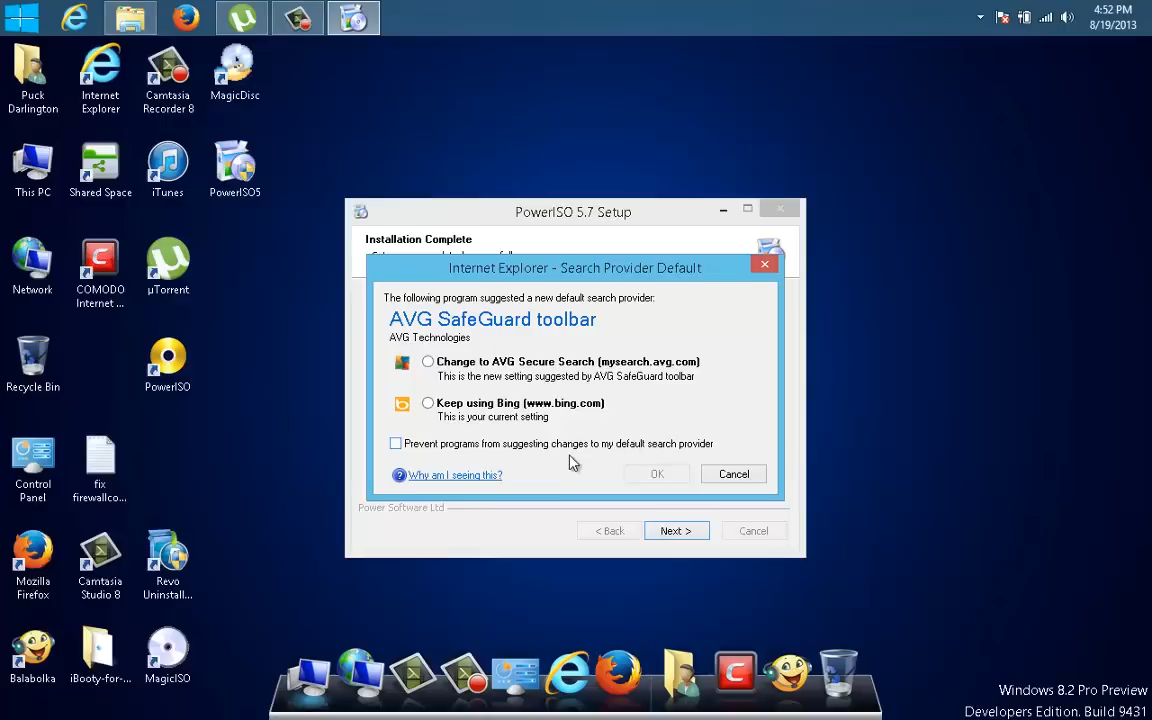 4:52 PM
8/19/2013
Puck
Darlington
Internet
Explorer
Camtasia
Recorder 8
MagicDisc
This PC
Shared Space
iTunes
PowerISO5
Network
COMODO
Internet ...
µTorrent
Recycle Bin
PowerISO
Control
Panel
fix
firewallco...
Mozilla
Firefox
Camtasia
Studio 8
Revo
Uninstall...
Balabolka
iBooty-for-...
MagicISO
PowerISO 5.7 Setup
Installation Complete
Internet Explorer - Search Provider Default
The following program suggested a new default search provider:
AVG SafeGuard toolbar
AVG Technologies
Change to AVG Secure Search (mysearch.avg.com)
This is the new setting suggested by AVG SafeGuard toolbar
Keep using Bing (www.bing.com)
This is your current setting
Prevent programs from suggesting changes to my default search provider
Why am I seeing this?
OK
Cancel
Power Software Ltd
< Back
Next >
Cancel
Windows 8.2 Pro Preview
Developers Edition. Build 9431